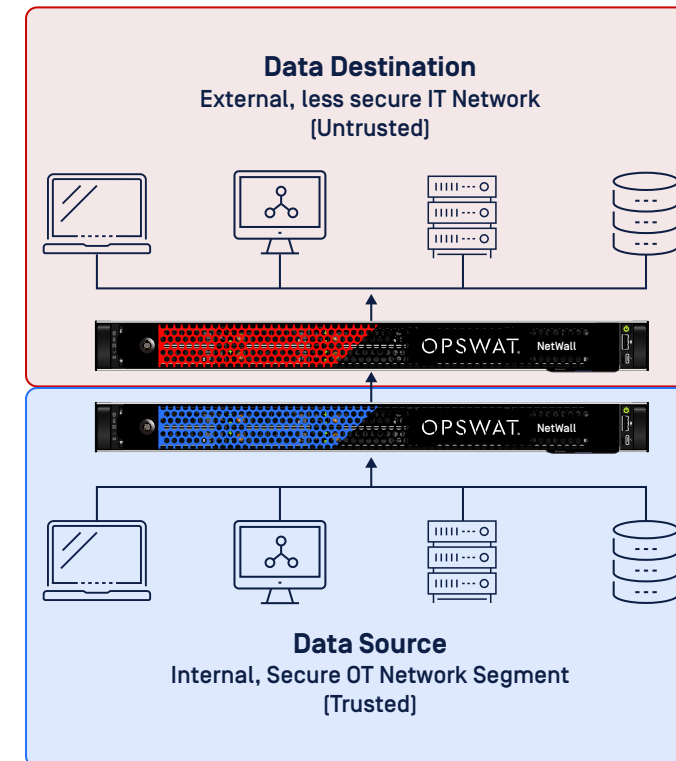 Data Destination
External, less secure IT Network
(Untrusted)
OPSWAT. NetWall
OPSWAT. NetWall
Data Source
Internal, Secure OT Network Segment
(Trusted)